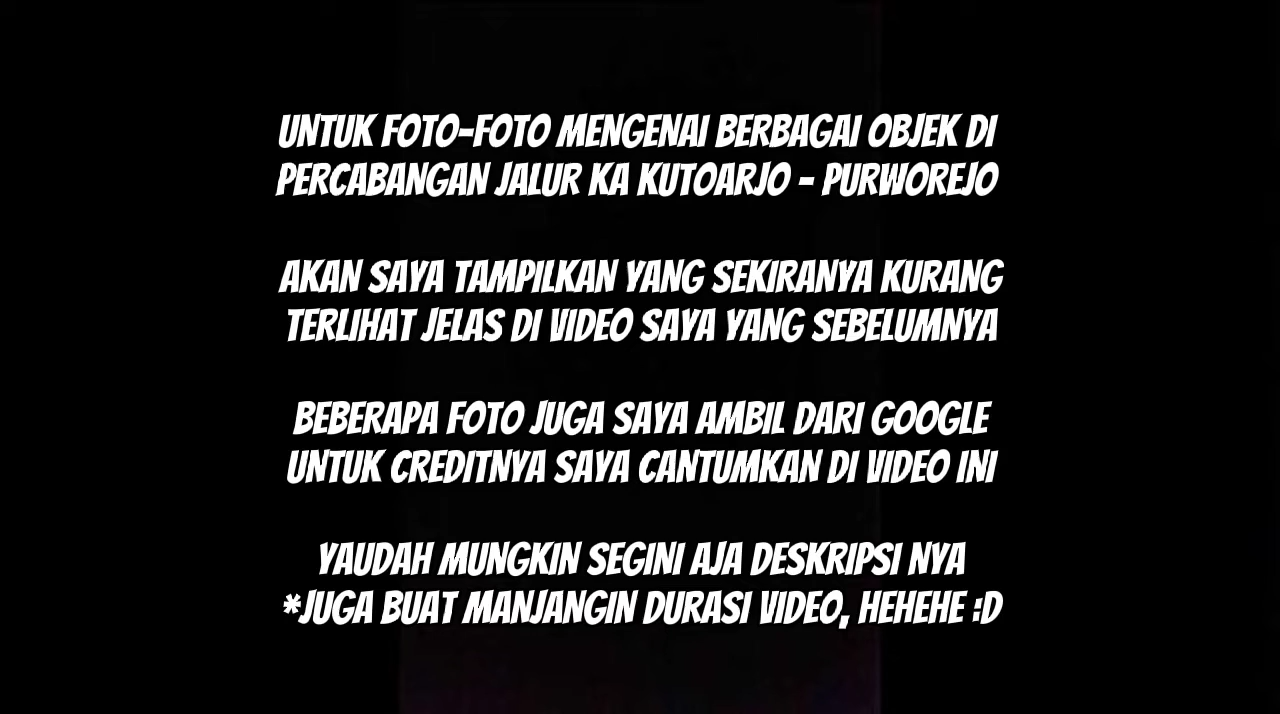 UNTUK FOTO-FOTO MENGENAI BERBAGAI OBJEK DI
PERCABANGAN JALUR KA KUTOARJO - PURWOREJO
AKAN SAYA TAMPILKAN YANG SEKIRANYA KURANG
TERLIHAT JELAS DI VIDEO SAYA YANG SEBELUMNYA
BEBERAPA FOTO JUGA SAYA AMBIL DARI GOOGLE
UNTUK CREDITNYA SAYA CANTUMKAN DI VIDEO INI
YAUDAH MUNGKIN SEGINI AJA DESKRIPSI NYA
*JUGA BUAT MANJANGIN DURASI VIDEO, HEHEHE :D